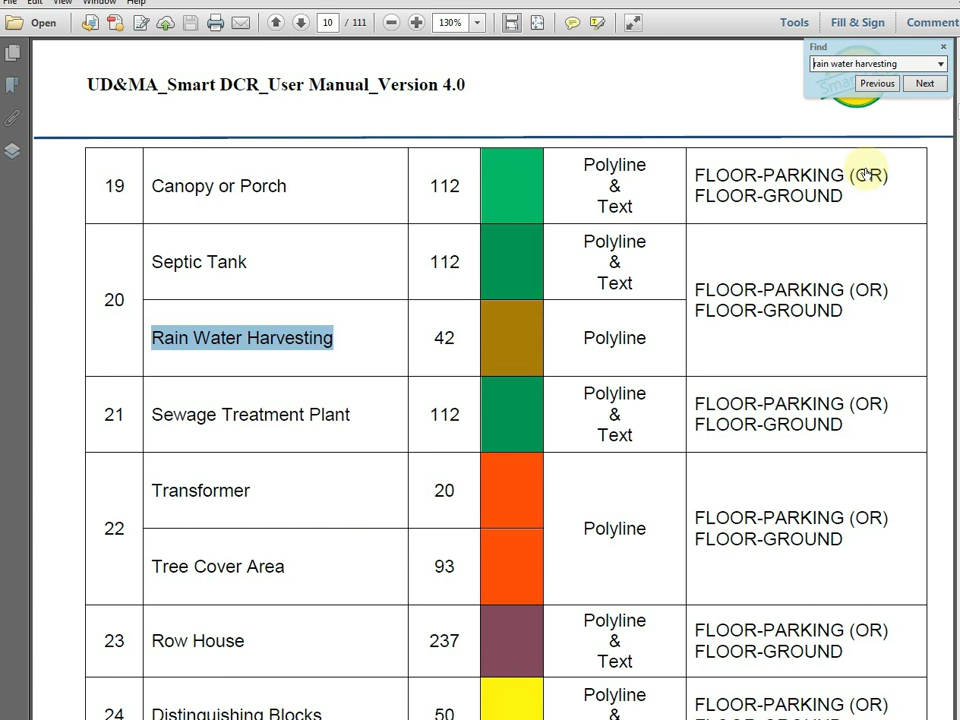 File Edit View Window Help
Open
10 / 111
130%
Tools
Fill & Sign
Comment
Find
rain water harvesting
Previous
Next
UD&MA_Smart DCR_User Manual_Version 4.0
19 Canopy or Porch 112 Polyline & Text FLOOR-PARKING (OR) FLOOR-GROUND
20 Septic Tank 112 Polyline & Text FLOOR-PARKING (OR) FLOOR-GROUND
Rain Water Harvesting 42 Polyline
21 Sewage Treatment Plant 112 Polyline & Text FLOOR-PARKING (OR) FLOOR-GROUND
22 Transformer 20 Polyline FLOOR-PARKING (OR) FLOOR-GROUND
Tree Cover Area 93
23 Row House 237 Polyline & Text FLOOR-PARKING (OR) FLOOR-GROUND
24 Distinguishing Blocks 50 Polyline & FLOOR-PARKING (OR) FLOOR-GROUND